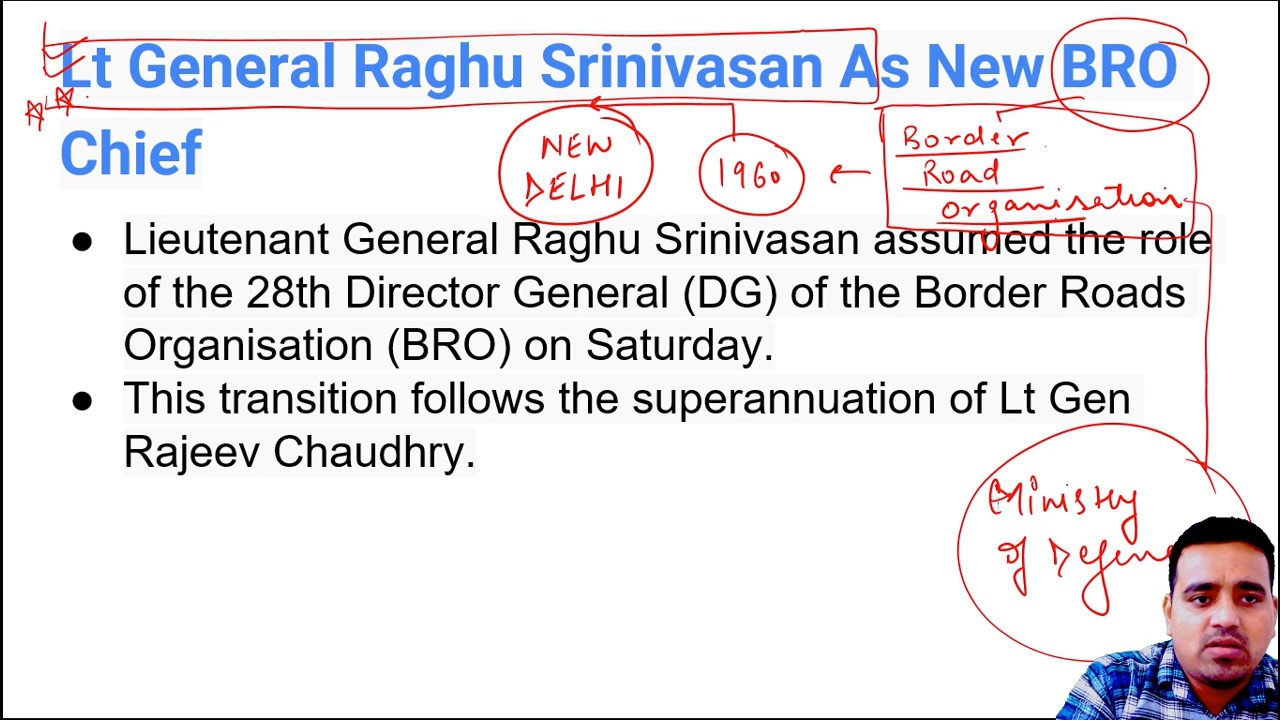 Lt General Raghu Srinivasan As New BRO
Chief
NEW
DELHI
1960
Border
Road
organisation
● Lieutenant General Raghu Srinivasan assumed the role
of the 28th Director General (DG) of the Border Roads
Organisation (BRO) on Saturday.
● This transition follows the superannuation of Lt Gen
Rajeev Chaudhry.
Ministry
of